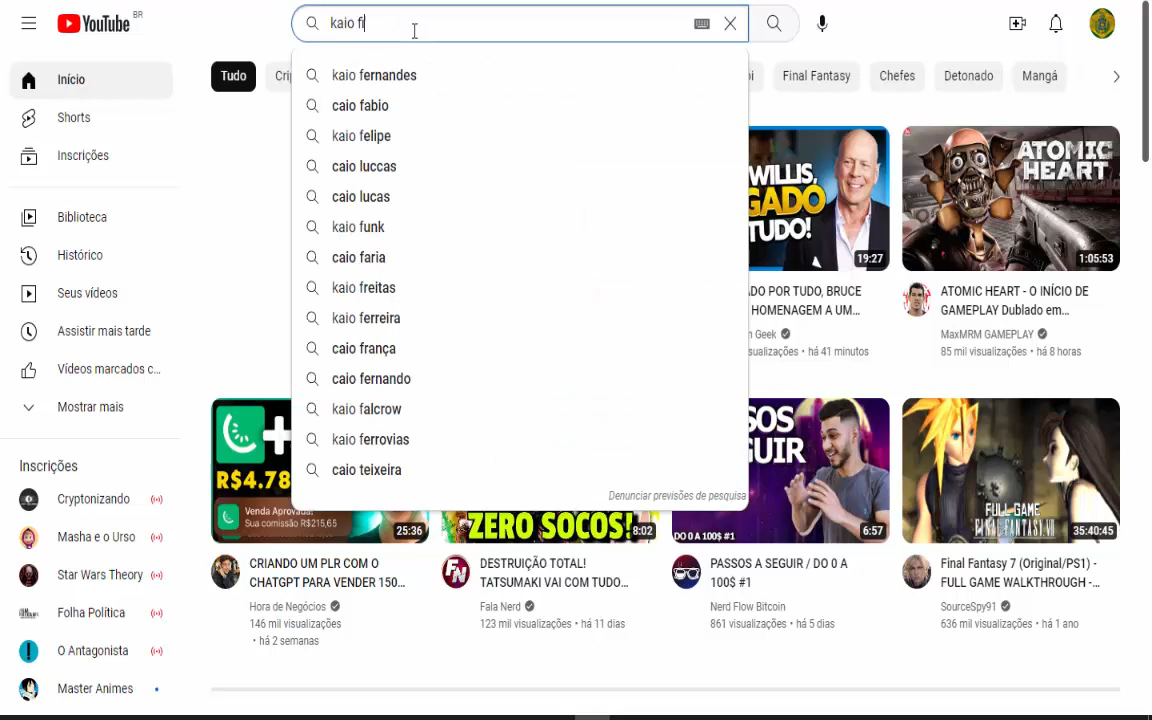 YouTube BR
kaio fi
Início
Shorts
Inscrições
Biblioteca
Histórico
Seus vídeos
Assistir mais tarde
Vídeos marcados c...
Mostrar mais
Inscrições
Cryptonizando
Masha e o Urso
Star Wars Theory
Folha Política
O Antagonista
Master Animes
Tudo
Final Fantasy
Chefes
Detonado
Mangá
kaio fernandes
caio fabio
kaio felipe
caio luccas
caio lucas
kaio funk
caio faria
kaio freitas
kaio ferreira
caio frança
caio fernando
kaio falcrow
kaio ferrovias
caio teixeira
Denunciar previsões de pesquisa
WILLIS,
GADO
TUDO!
19:27
ADO POR TUDO, BRUCE
HOMENAGEM A UM...
n Geek
sualizações • há 41 minutos
ATOMIC
HEART
1:05:53
ATOMIC HEART - O INÍCIO DE
GAMEPLAY Dublado em...
MaxMRM GAMEPLAY
85 mil visualizações • há 8 horas
R$4.78
Venda Aprovada!
Sua comissão R$215,65
25:36
CRIANDO UM PLR COM O
CHATGPT PARA VENDER 150...
Hora de Negócios
146 mil visualizações
• há 2 semanas
ZERO SOCOS!
8:02
FN
DESTRUIÇÃO TOTAL!
TATSUMAKI VAI COM TUDO...
Fala Nerd
123 mil visualizações • há 11 dias
SOS
GUIR
DO 0 A 100$ #1
6:57
PASSOS A SEGUIR / DO 0 A
100$ #1
Nerd Flow Bitcoin
861 visualizações • há 5 dias
FULL GAME
FINAL FANTASY VII
35:40:45
Final Fantasy 7 (Original/PS1) -
FULL GAME WALKTHROUGH -...
SourceSpy91
636 mil visualizações • há 1 ano